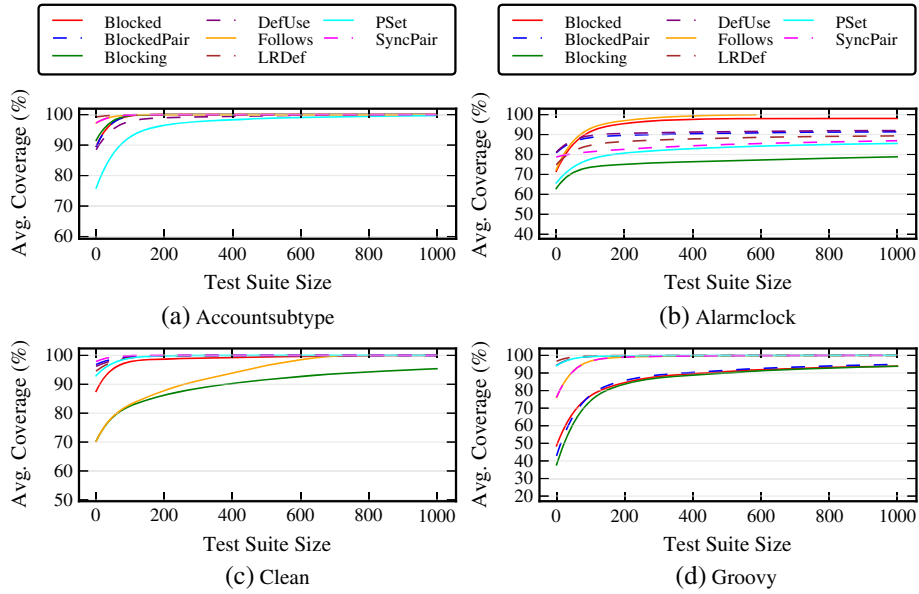 Blocked DefUse PSet
BlockedPair Follows SyncPair
Blocking LRDef
Blocked DefUse PSet
BlockedPair Follows SyncPair
Blocking LRDef
Avg. Coverage (%)
100
90
80
70
60
0 200 400 600 800 1000
Test Suite Size
(a) Accountsubtype
Avg. Coverage (%)
100
90
80
70
60
50
40
0 200 400 600 800 1000
Test Suite Size
(b) Alarmclock
Avg. Coverage (%)
100
90
80
70
60
50
0 200 400 600 800 1000
Test Suite Size
(c) Clean
Avg. Coverage (%)
100
90
80
70
60
50
40
30
20
0 200 400 600 800 1000
Test Suite Size
(d) Groovy